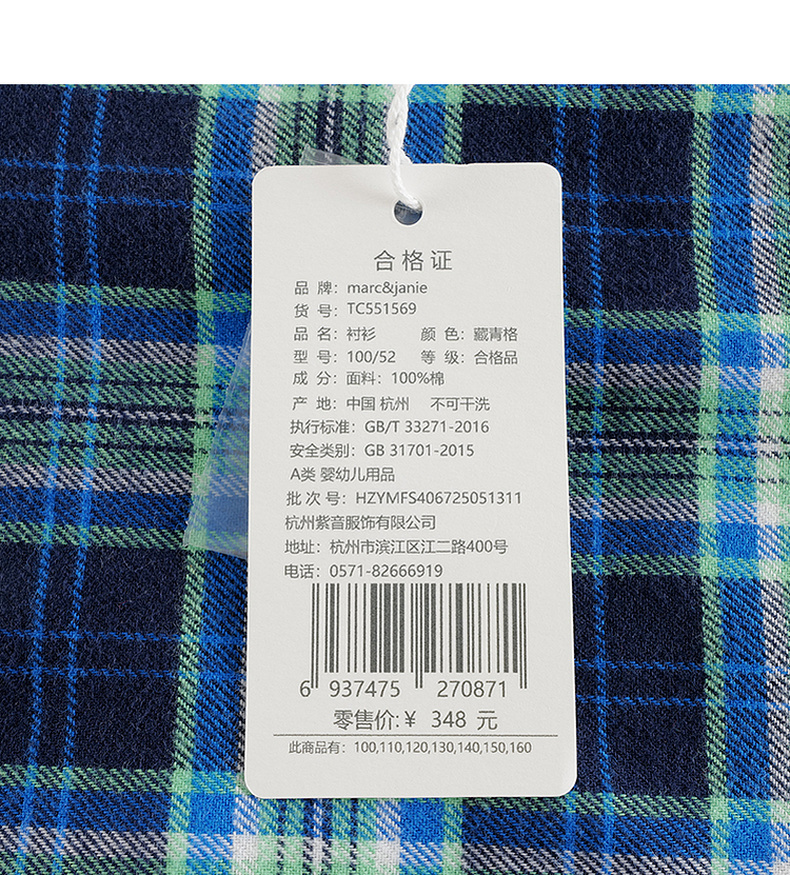 合格证
品 牌：marc&janie
货 号：TC551569
品 名：衬衫 颜 色：藏青格
型 号：100/52 等 级：合格品
成 分：面料：100%棉
产 地：中国 杭州 不可干洗
执行标准：GB/T 33271-2016
安全类别：GB 31701-2015
A类 婴幼儿用品
批 次 号：HZYMFS406725051311
杭州紫音服饰有限公司
地址：杭州市滨江区江二路400号
电话：0571-82666919
6 937475 270871
零售价:¥ 348 元
此商品有：100,110,120,130,140,150,160